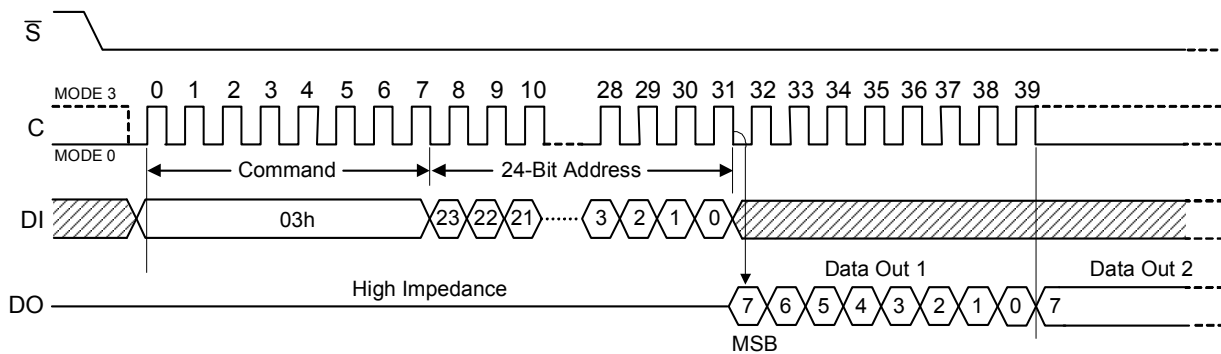 S
MODE 3
0 1 2 3 4 5 6 7 8 9 10 28 29 30 31 32 33 34 35 36 37 38 39
C
MODE 0
Command 24-Bit Address
DI 03h 23 22 21 3 2 1 0
Data Out 1 Data Out 2
High Impedance
DO 7 6 5 4 3 2 1 0 7
MSB